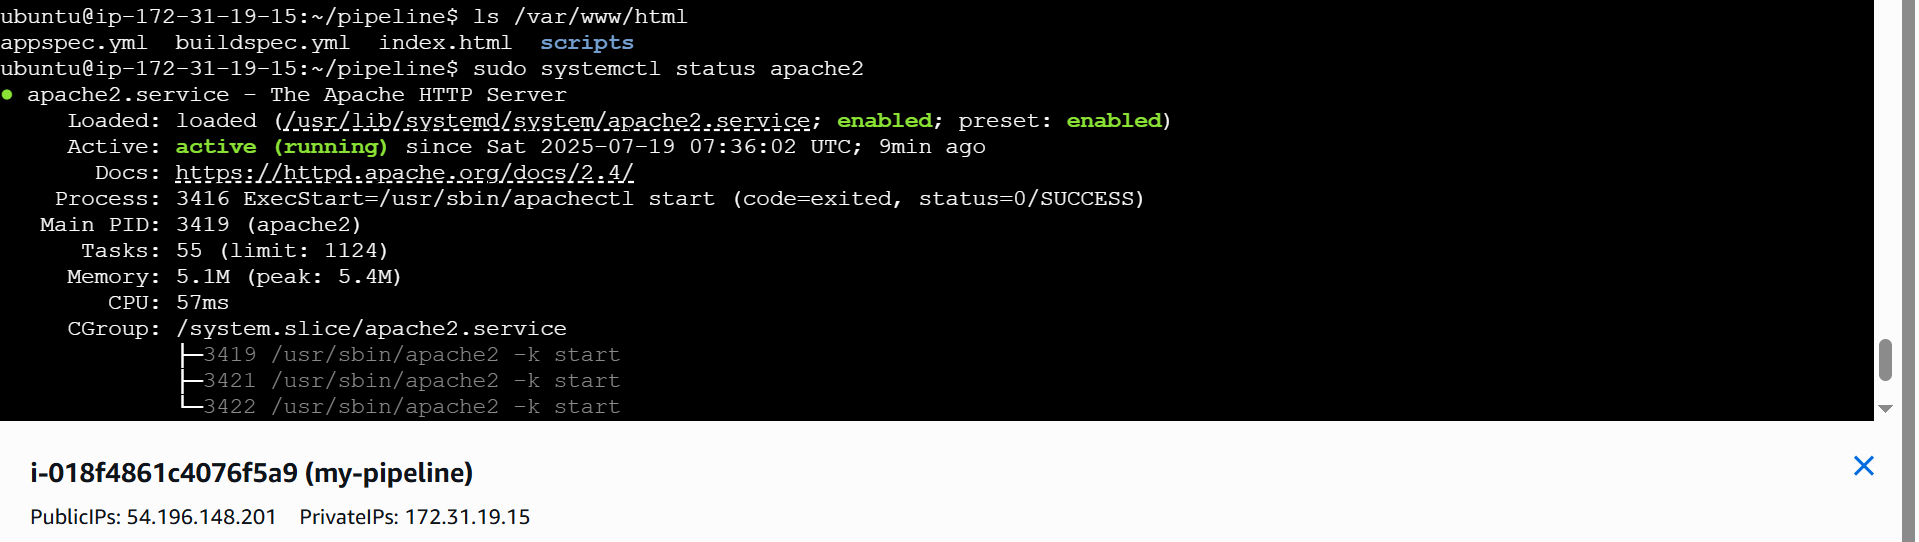 ubuntu@ip-172-31-19-15:~/pipeline$ ls /var/www/html
appspec.yml  buildspec.yml  index.html  scripts
ubuntu@ip-172-31-19-15:~/pipeline$ sudo systemctl status apache2
● apache2.service - The Apache HTTP Server
     Loaded: loaded (/usr/lib/systemd/system/apache2.service; enabled; preset: enabled)
     Active: active (running) since Sat 2025-07-19 07:36:02 UTC; 9min ago
       Docs: https://httpd.apache.org/docs/2.4/
    Process: 3416 ExecStart=/usr/sbin/apachectl start (code=exited, status=0/SUCCESS)
   Main PID: 3419 (apache2)
      Tasks: 55 (limit: 1124)
     Memory: 5.1M (peak: 5.4M)
        CPU: 57ms
     CGroup: /system.slice/apache2.service
             ├─3419 /usr/sbin/apache2 -k start
             ├─3421 /usr/sbin/apache2 -k start
             └─3422 /usr/sbin/apache2 -k start
i-018f4861c4076f5a9 (my-pipeline)
PublicIPs: 54.196.148.201    PrivateIPs: 172.31.19.15